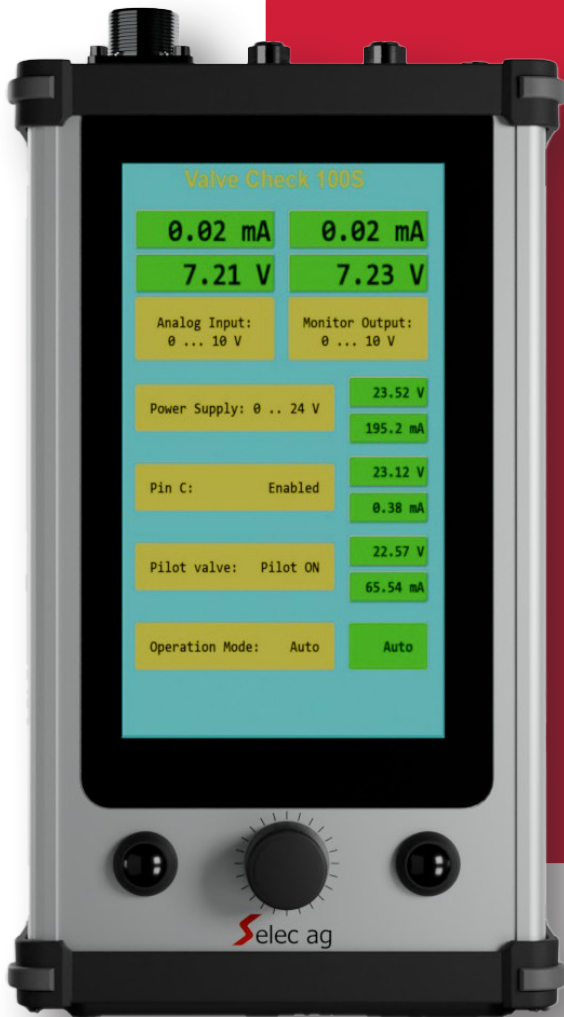 Valve Check 100S
0.02 mA 0.02 mA
7.21 V 7.23 V
Analog Input: Monitor Output:
0 ... 10 V 0 ... 10 V
Power Supply: 0 .. 24 V 23.52 V
195.2 mA
Pin C: Enabled 23.12 V
0.38 mA
Pilot valve: Pilot ON 22.57 V
65.54 mA
Operation Mode: Auto Auto
Selec ag